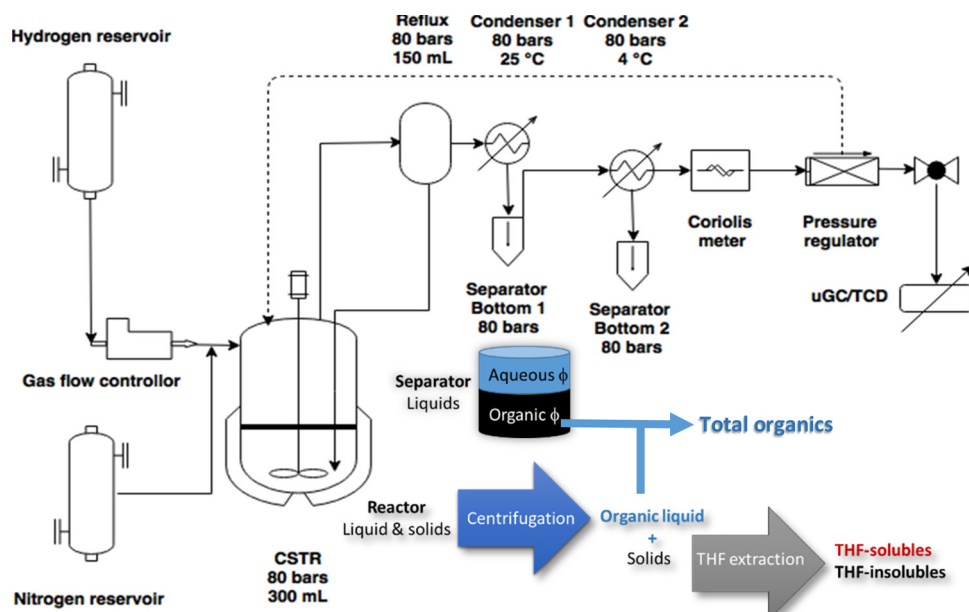 Hydrogen reservoir
Reflux
80 bars
150 mL
Condenser 1
80 bars
25 °C
Condenser 2
80 bars
4 °C
Coriolis
meter
Pressure
regulator
uGC/TCD
Separator
Bottom 1
80 bars
Separator
Bottom 2
80 bars
Gas flow controllor
Nitrogen reservoir
CSTR
80 bars
300 mL
Separator
Liquids
Aqueous ϕ
Organic ϕ
Total organics
Reactor
Liquid & solids
Centrifugation
Organic liquid
+
Solids
THF extraction
THF-solubles
THF-insolubles